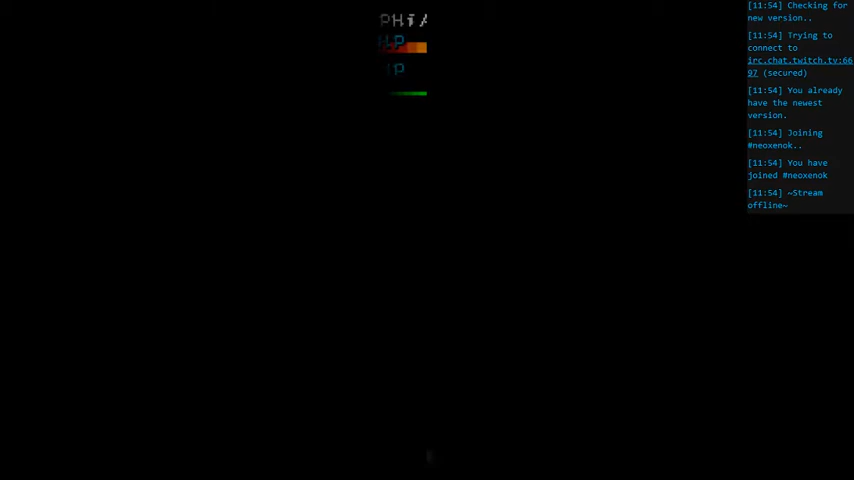 PHiA
HP
[11:54] Checking for
new version..
[11:54] Trying to
connect to
irc.chat.twitch.tv:66
97 (secured)
[11:54] You already
have the newest
version.
[11:54] Joining
#neoxenok..
[11:54] You have
joined #neoxenok
[11:54] ~Stream
offline~